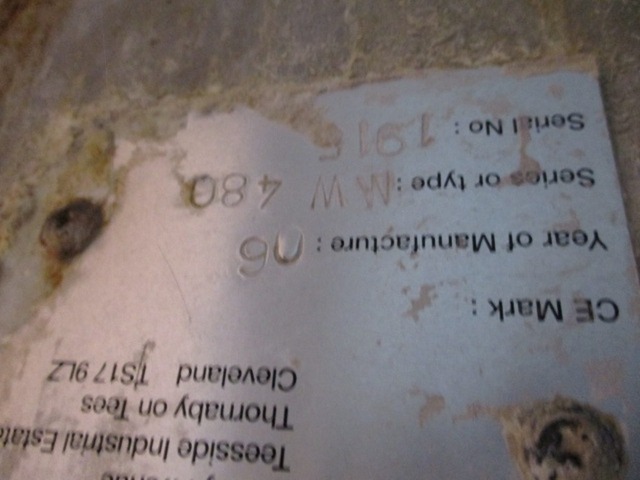 Teesside Industrial Estate
Thornaby on Tees
Cleveland TS17 9LZ
CE Mark :
Year of Manufacture : 06
Series or type : MW 480
Serial No : 1915